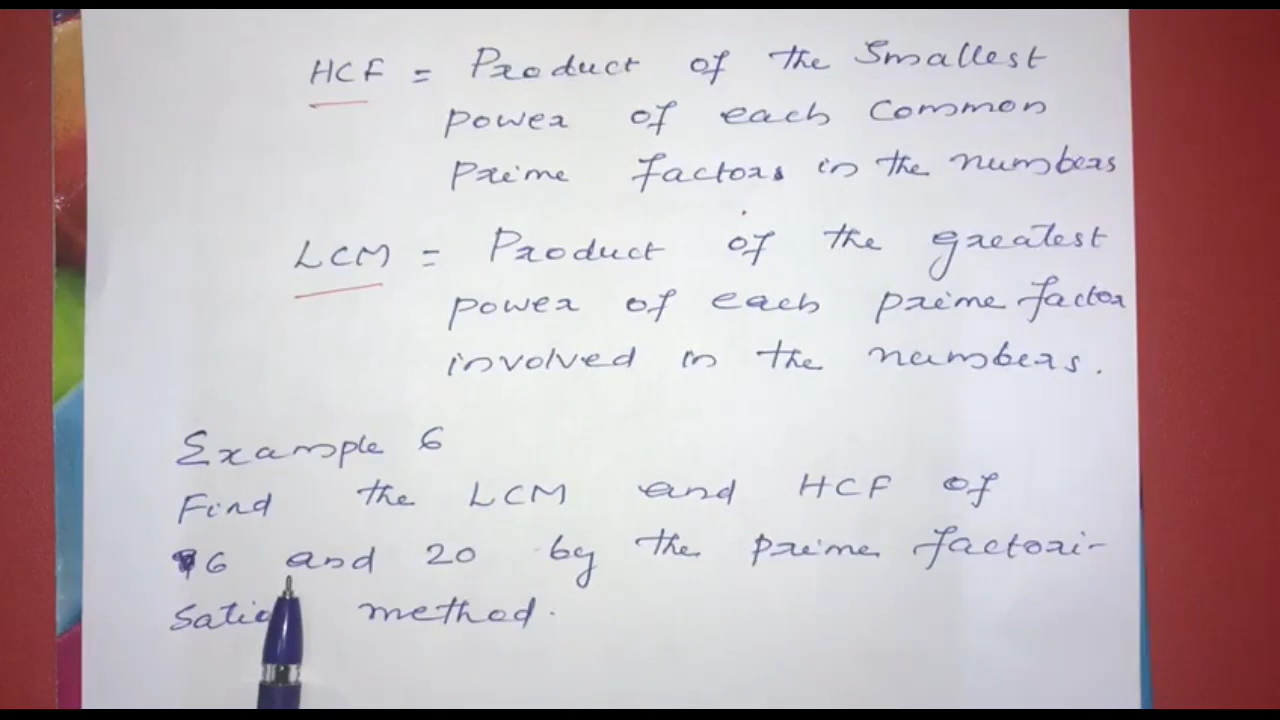 HCF = Product of the Smallest
power of each Common
prime factors in the numbers
LCM = Product of the greatest
power of each prime factor
involved in the numbers.
Example 6
Find the LCM and HCF of
6 and 20 by the prime factori-
sation method.